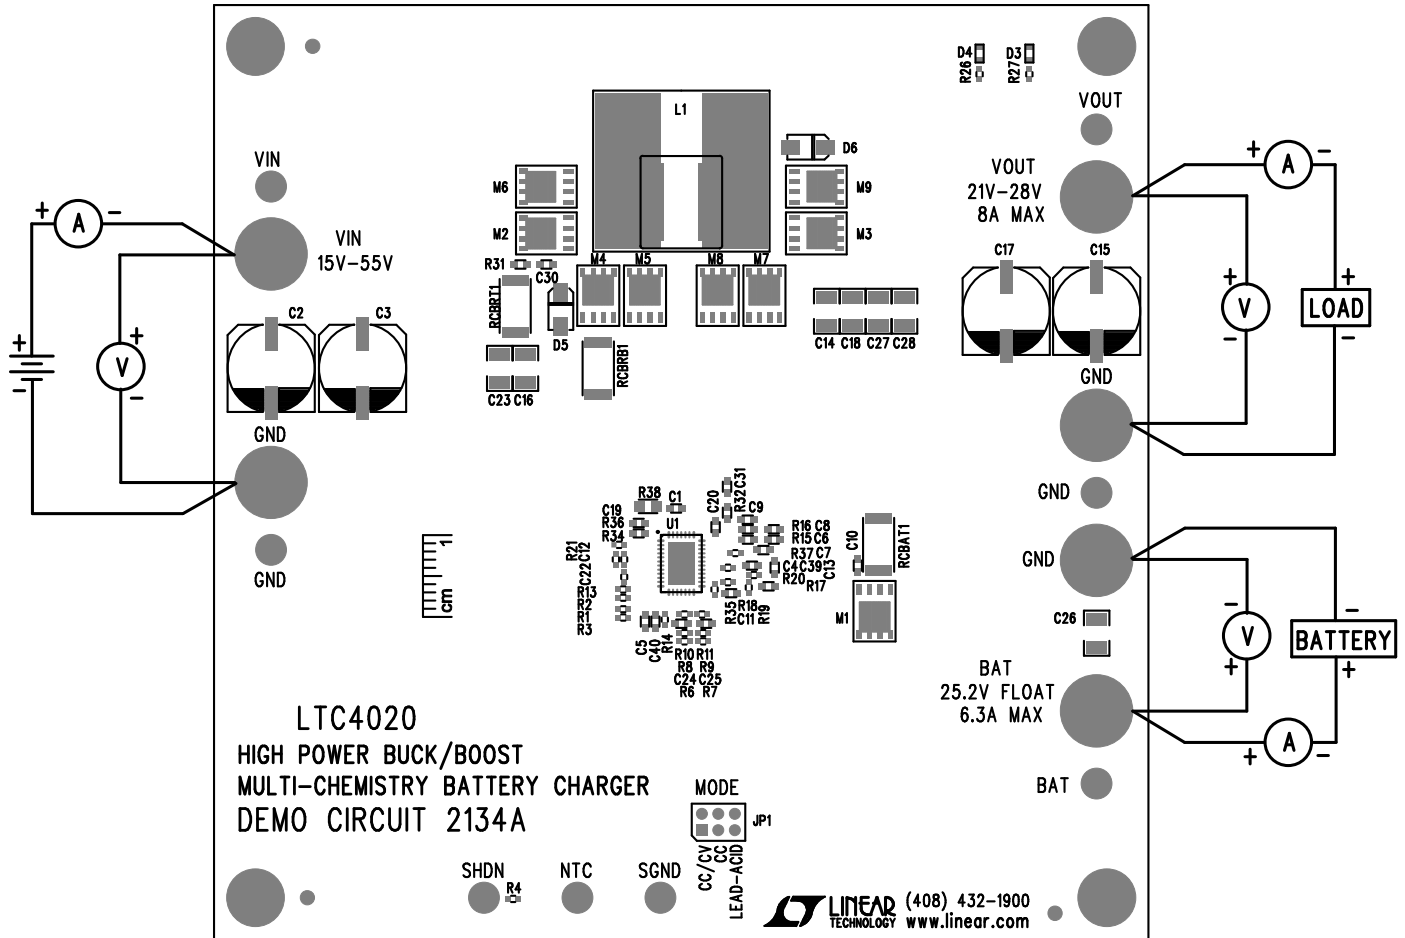 D4
R26
D3
R27
VOUT
L1
D6
VIN
M6
M9
VOUT
21V-28V
8A MAX
+ A -
+ A -
M2
M3
VIN
15V-55V
R31
C30
M4
M5
M8
M7
C17
C15
RCBRT1
D5
+
V
-
+
LOAD
-
C2
C3
C14 C18 C27 C28
RCBRB1
+
-
+
V
-
C23 C16
GND
GND
GND
R38
C1
C20
C31
R32
C9
C19
R36
R34
U1
R16 C8
R15 C6
R37 C7
C4 C39
C13
R20
R17
C10
RCBAT1
GND
GND
R21
C12
C22
R13
R2
R1
R3
1
cm
R35
R18
C11
R19
M1
C26
-
V
+
-
BATTERY
+
C5
C40
R14
R10 R11
R8 R9
C24 C25
R6 R7
BAT
25.2V FLOAT
6.3A MAX
+ A -
BAT
LTC4020
HIGH POWER BUCK/BOOST
MULTI-CHEMISTRY BATTERY CHARGER
DEMO CIRCUIT 2134A
MODE
JP1
CC/CV
CC
LEAD-ACID
SHDN
R4
NTC
SGND
LINEAR
TECHNOLOGY
(408) 432-1900
www.linear.com